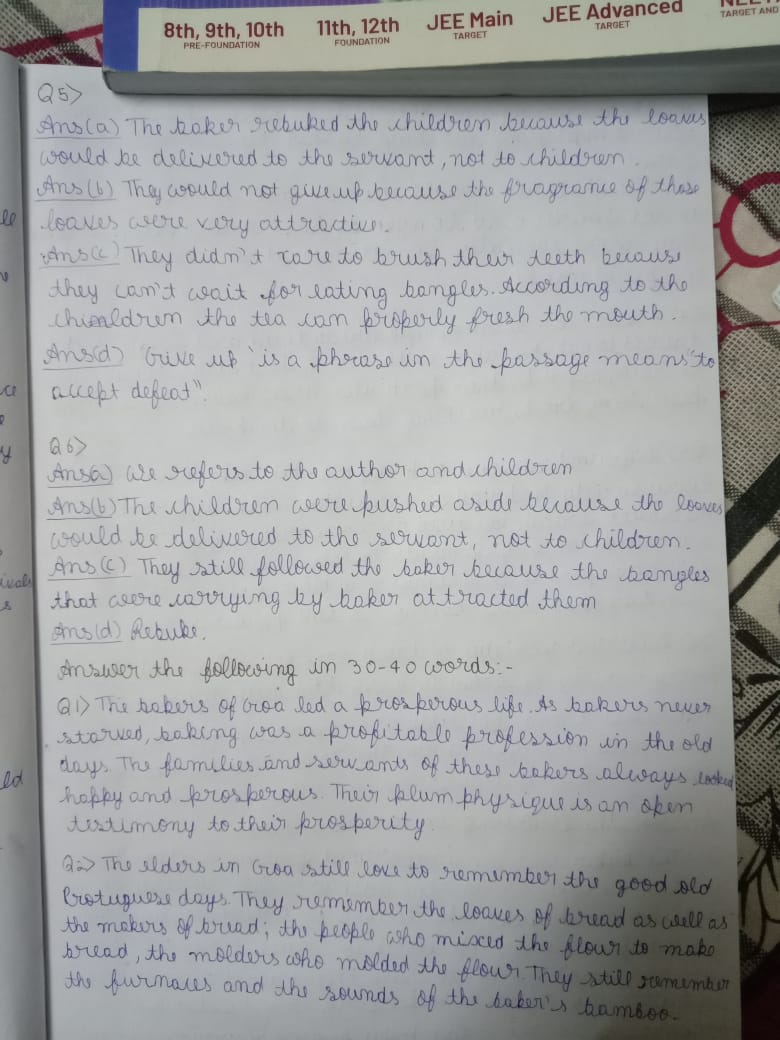 8th, 9th, 10th
PRE-FOUNDATION
11th, 12th
FOUNDATION
JEE Main
TARGET
JEE Advanced
TARGET
TARGET AND
Q5>
Ans(a) The baker rebuked the children because the loaves
would be delivered to the servant, not to children.
Ans(b) They would not give up because the fragrance of those
loaves were very attractive.
Ans(c) They didn't care to brush their teeth because
they can't wait for eating bangles. According to the
children the tea can properly fresh the mouth.
Ans(d) 'Give up' is a phrase in the passage means "to
accept defeat".
Q6>
Ans(a) We refers to the author and children
Ans(b) The children were pushed aside because the loaves
would be delivered to the servant, not to children.
Ans(c) They still followed the baker because the bangles
that were carrying by baker attracted them
Ans(d) Rebuke.
Answer the following in 30-40 words:-
Q1> The bakers of Goa led a prosperous life. As bakers never
starved, baking was a profitable profession in the old
days. The families and servants of these bakers always looked
happy and prosperous. Their plum physique is an open
testimony to their prosperity
Q2> The elders in Goa still love to remember the good old
Protuguese days. They remember the loaves of bread as well as
the makers of bread; the people who mixed the flour to make
bread, the molders who molded the flour. They still remember
the furnaces and the sounds of the baker's bamboo.